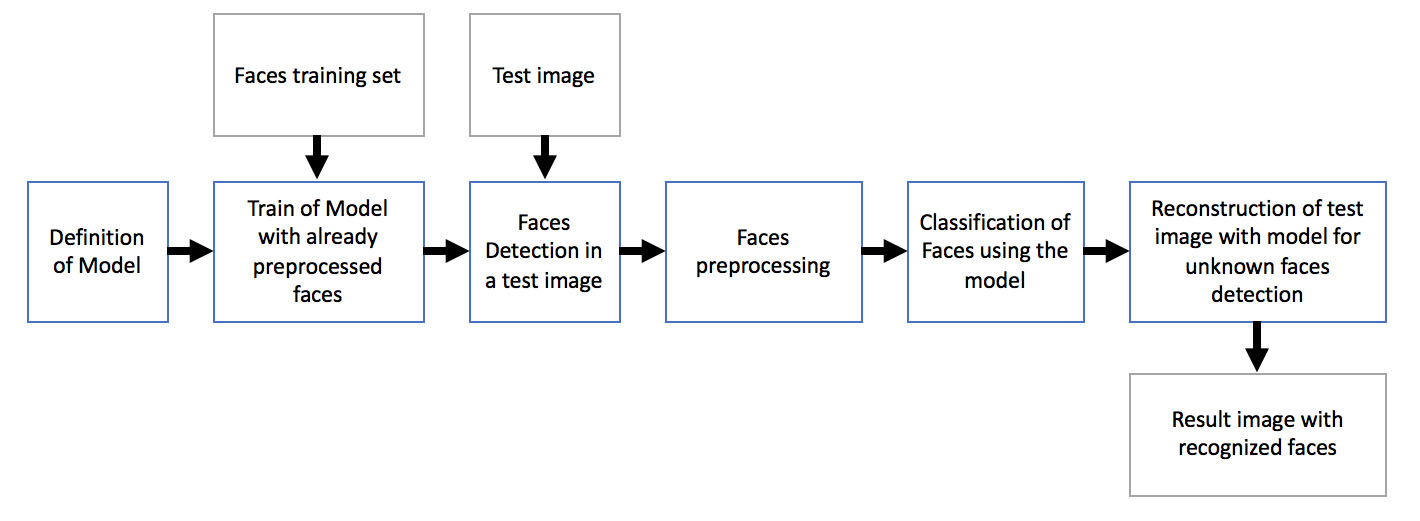 Faces training set
Test image
Definition
of Model
Train of Model
with already
preprocessed
faces
Faces
Detection in
a test image
Faces
preprocessing
Classification of
Faces using the
model
Reconstruction of test
image with model for
unknown faces
detection
Result image with
recognized faces